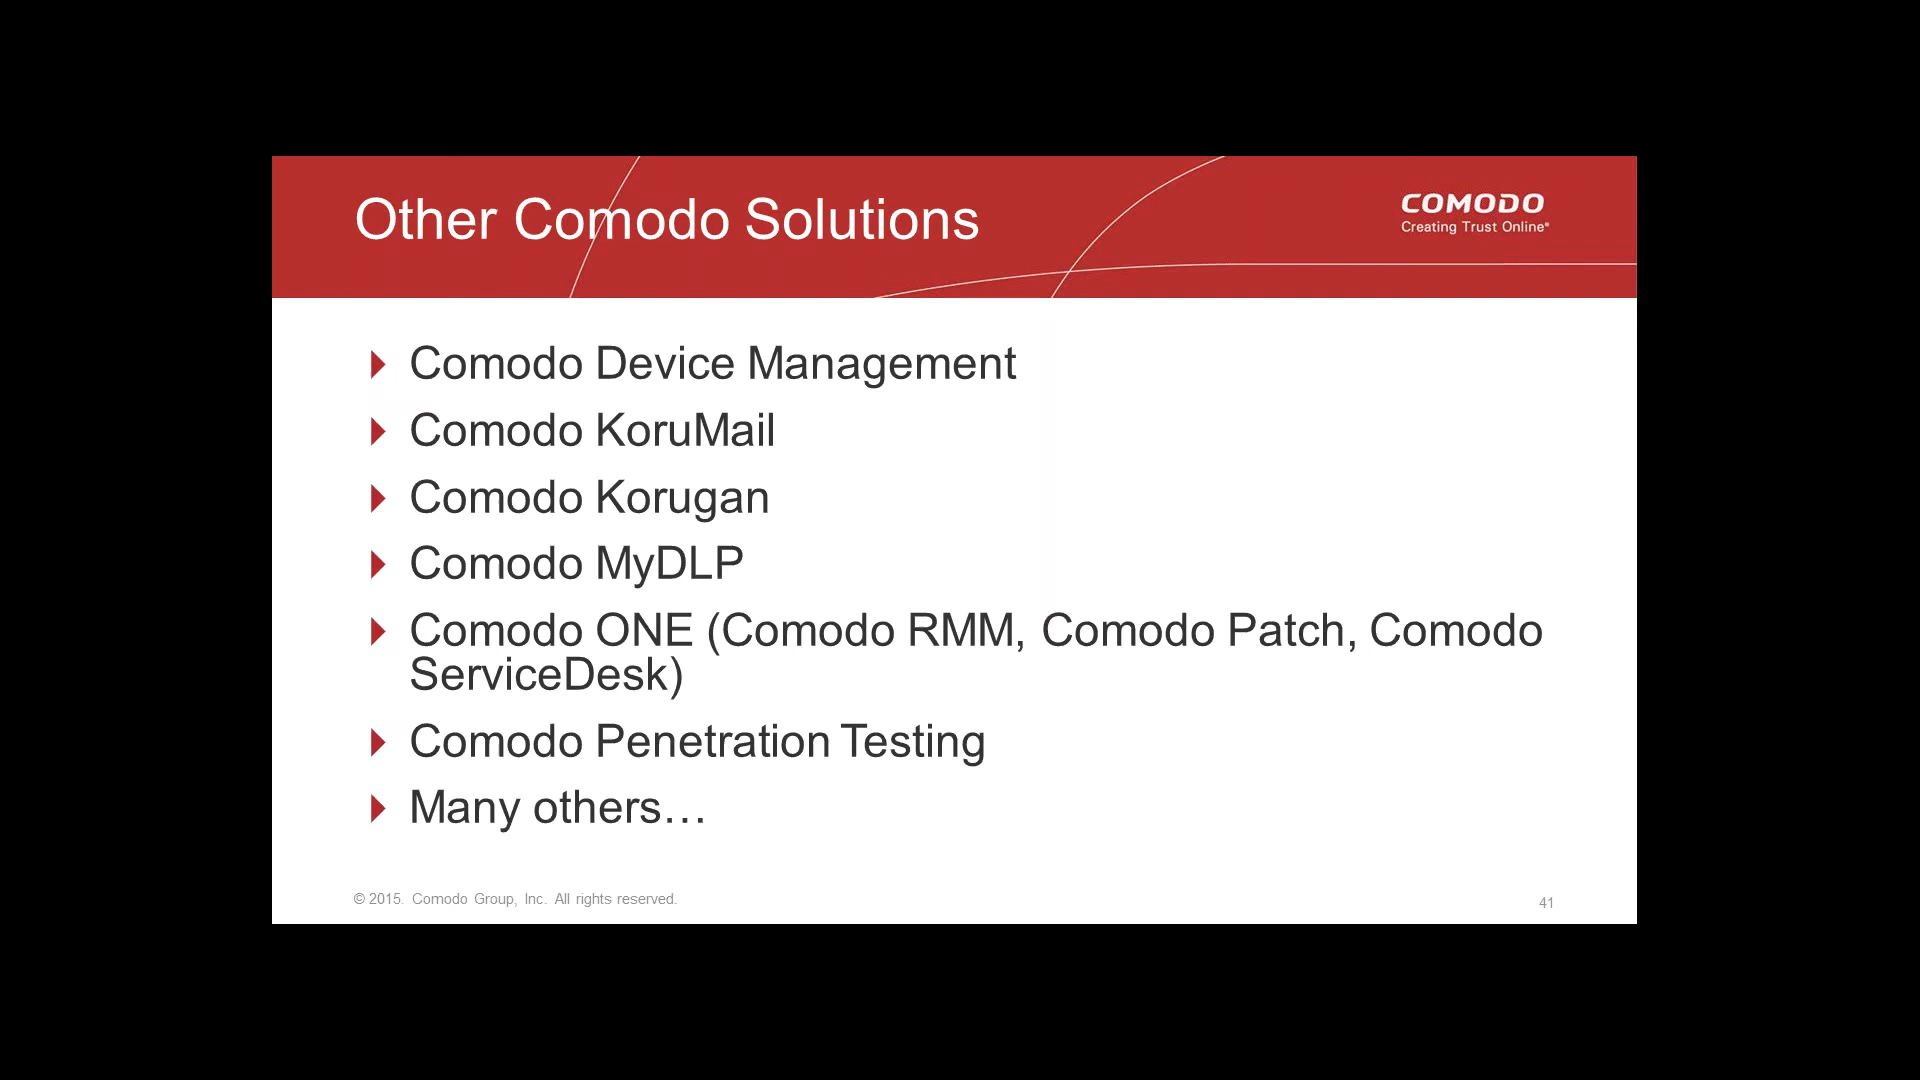 Other Comodo Solutions
COMODO
Creating Trust Online®
Comodo Device Management
Comodo KoruMail
Comodo Korugan
Comodo MyDLP
Comodo ONE (Comodo RMM, Comodo Patch, Comodo
ServiceDesk)
Comodo Penetration Testing
Many others…
© 2015. Comodo Group, Inc. All rights reserved.
41